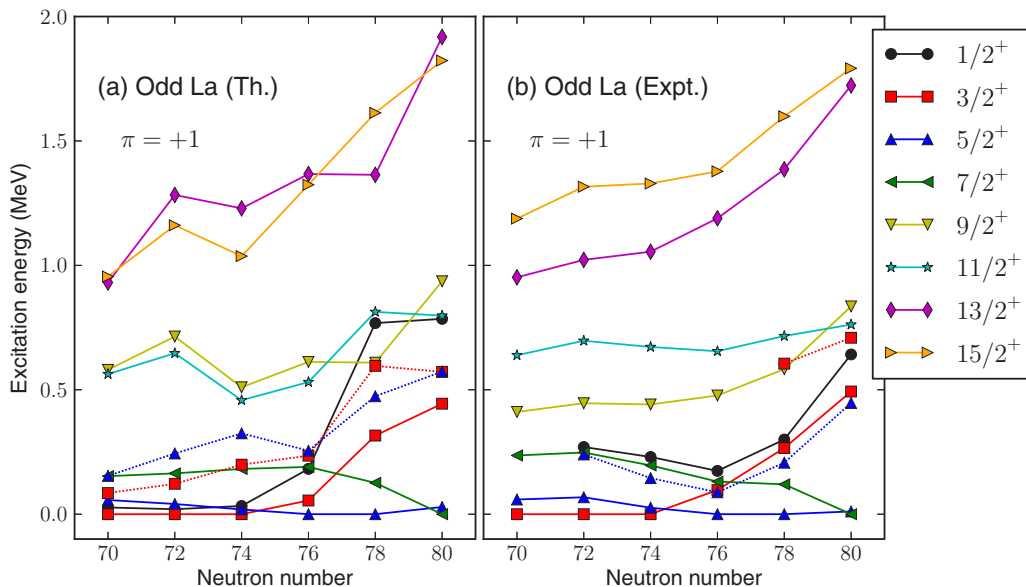 2.0
1.5
1.0
0.5
0.0
Excitation energy (MeV)
(a) Odd La (Th.)
π = +1
70 72 74 76 78 80
Neutron number
(b) Odd La (Expt.)
π = +1
70 72 74 76 78 80
Neutron number
1/2⁺
3/2⁺
5/2⁺
7/2⁺
9/2⁺
11/2⁺
13/2⁺
15/2⁺